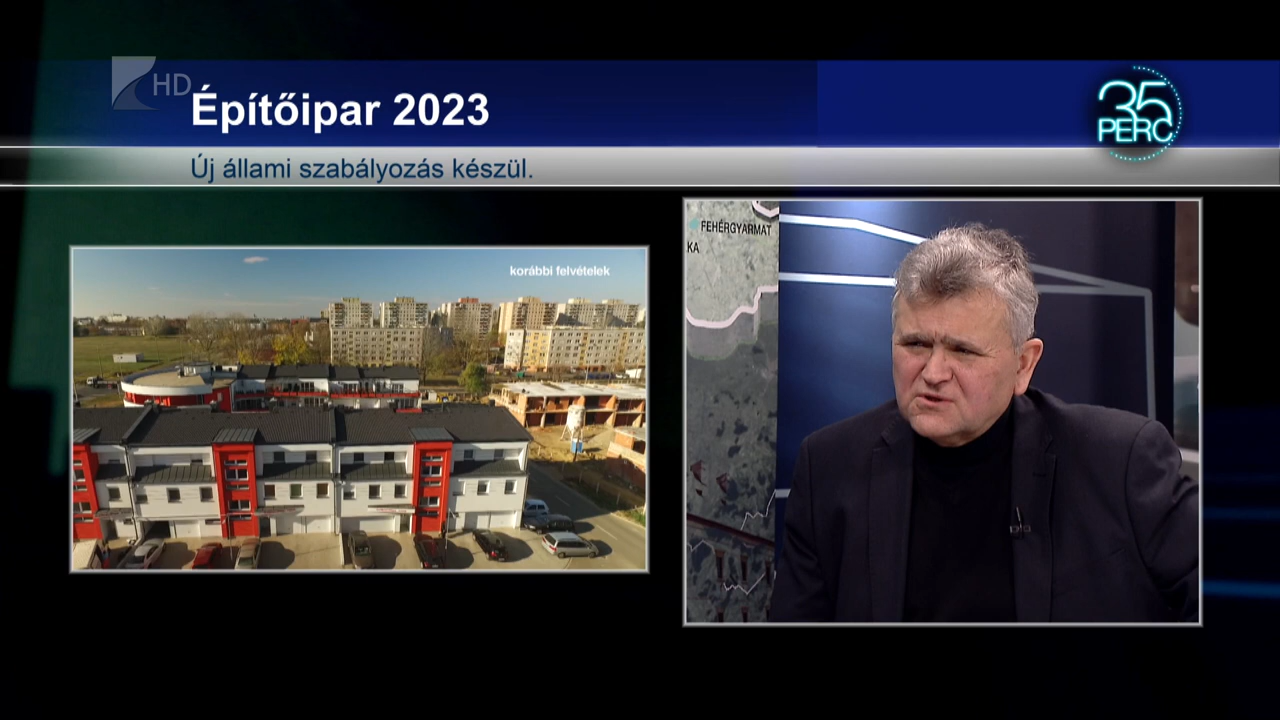 HD
Építőipar 2023
35
PERC
Új állami szabályozás készül.
korábbi felvételek
FEHÉRGYARMAT
KA